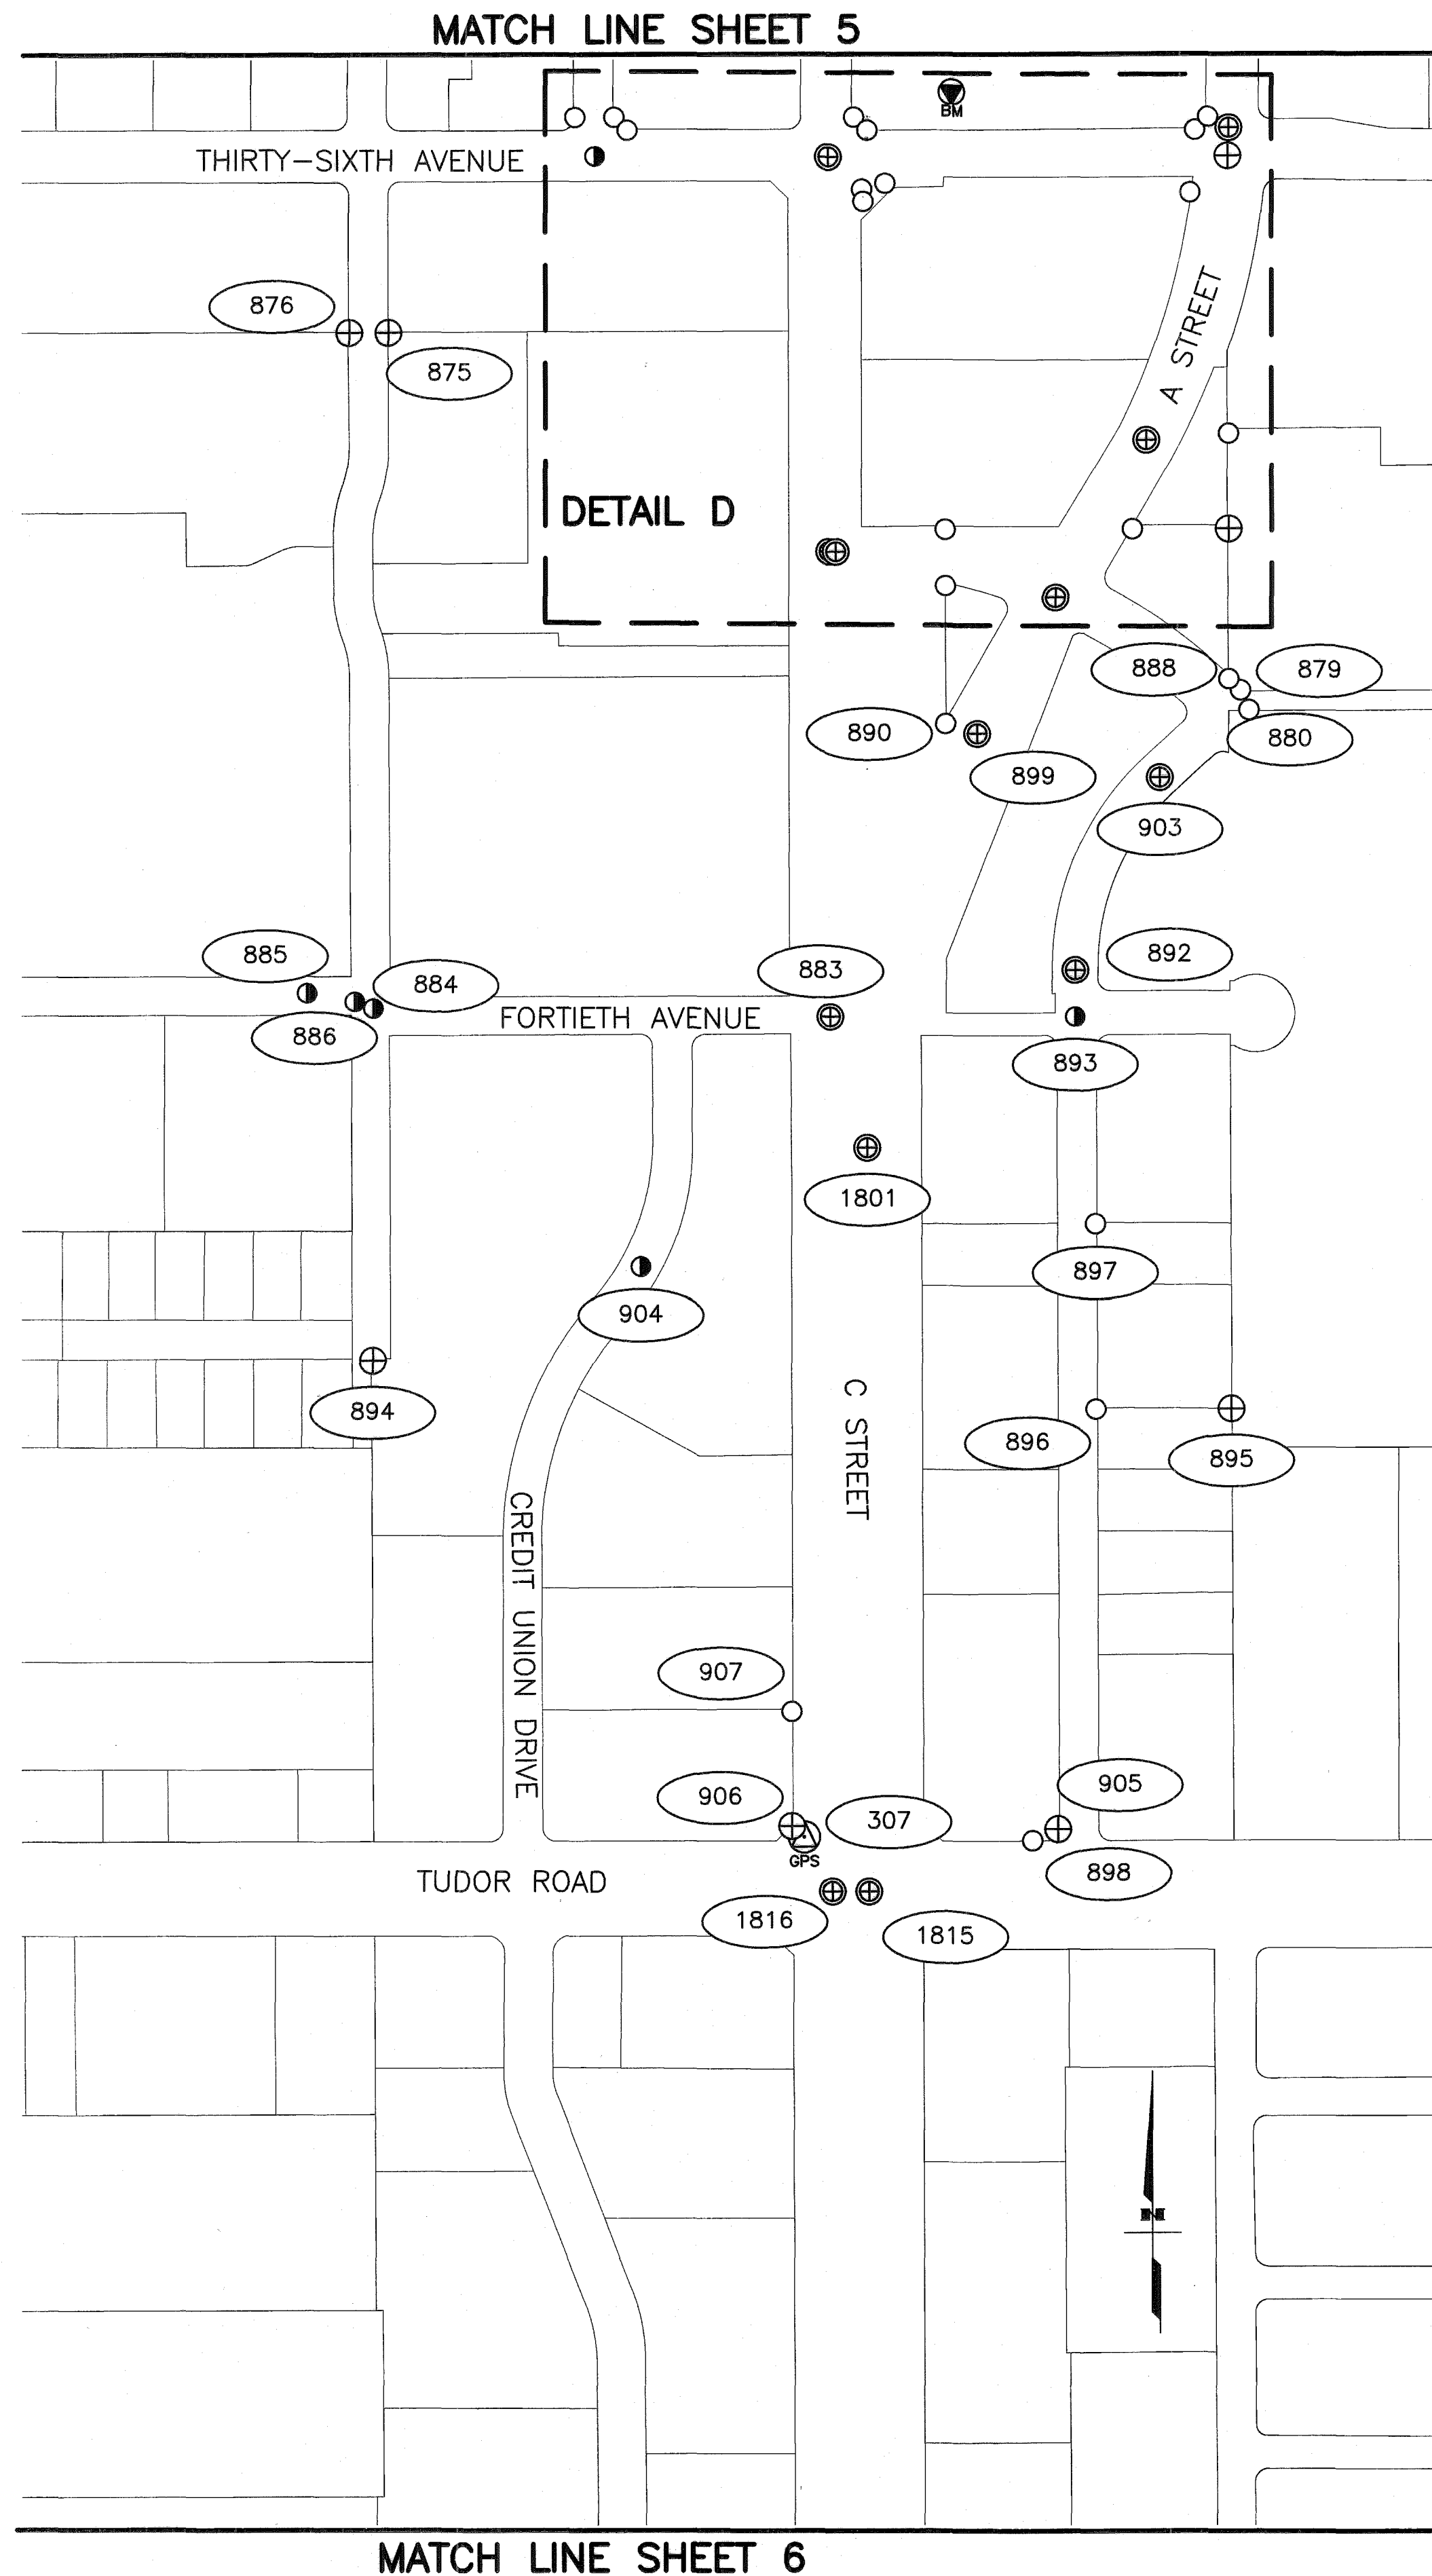 MATCH LINE SHEET 5
BM
THIRTY-SIXTH AVENUE
A STREET
876
875
DETAIL D
888
879
890
880
899
903
885
884
883
892
FORTIETH AVENUE
886
893
1801
897
904
894
C STREET
896
895
CREDIT UNION DRIVE
907
906
905
307
GPS
TUDOR ROAD
898
1816
1815
N
MATCH LINE SHEET 6